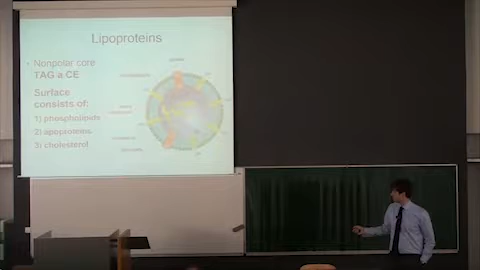 Lipoproteins
• Nonpolar core
TAG a CE
Surface
consists of:
1) phospholipids
2) apoproteins
3) cholesterol